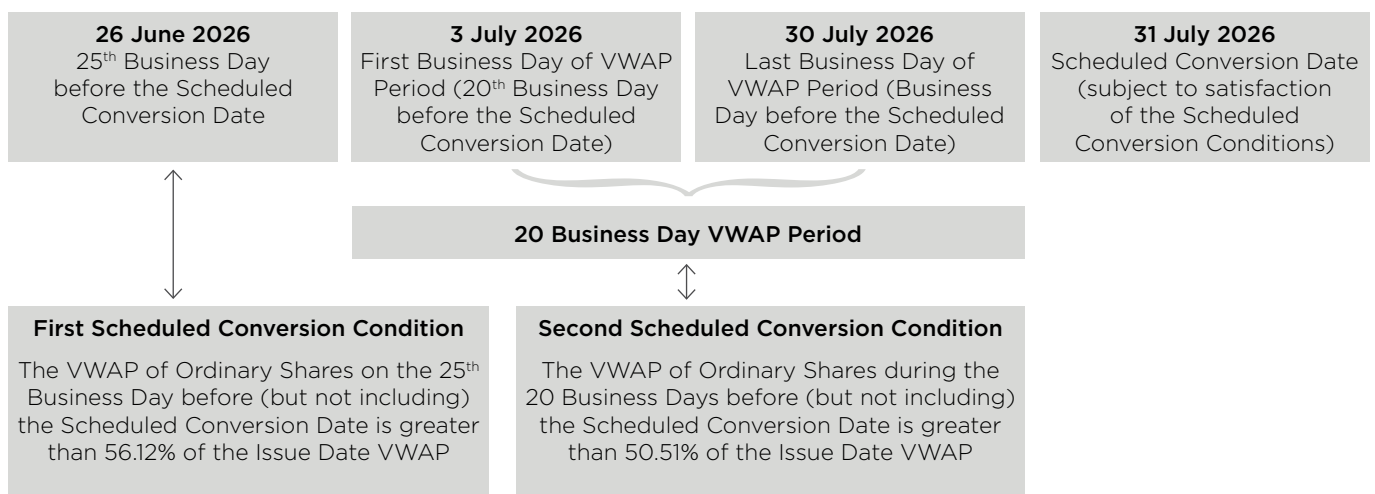 26 June 2026
25th Business Day
before the Scheduled
Conversion Date
3 July 2026
First Business Day of VWAP
Period (20th Business Day
before the Scheduled
Conversion Date)
30 July 2026
Last Business Day of
VWAP Period (Business
Day before the Scheduled
Conversion Date)
31 July 2026
Scheduled Conversion Date
(subject to satisfaction
of the Scheduled
Conversion Conditions)
20 Business Day VWAP Period
First Scheduled Conversion Condition
The VWAP of Ordinary Shares on the 25th
Business Day before (but not including)
the Scheduled Conversion Date is greater
than 56.12% of the Issue Date VWAP
Second Scheduled Conversion Condition
The VWAP of Ordinary Shares during the
20 Business Days before (but not including)
the Scheduled Conversion Date is greater
than 50.51% of the Issue Date VWAP